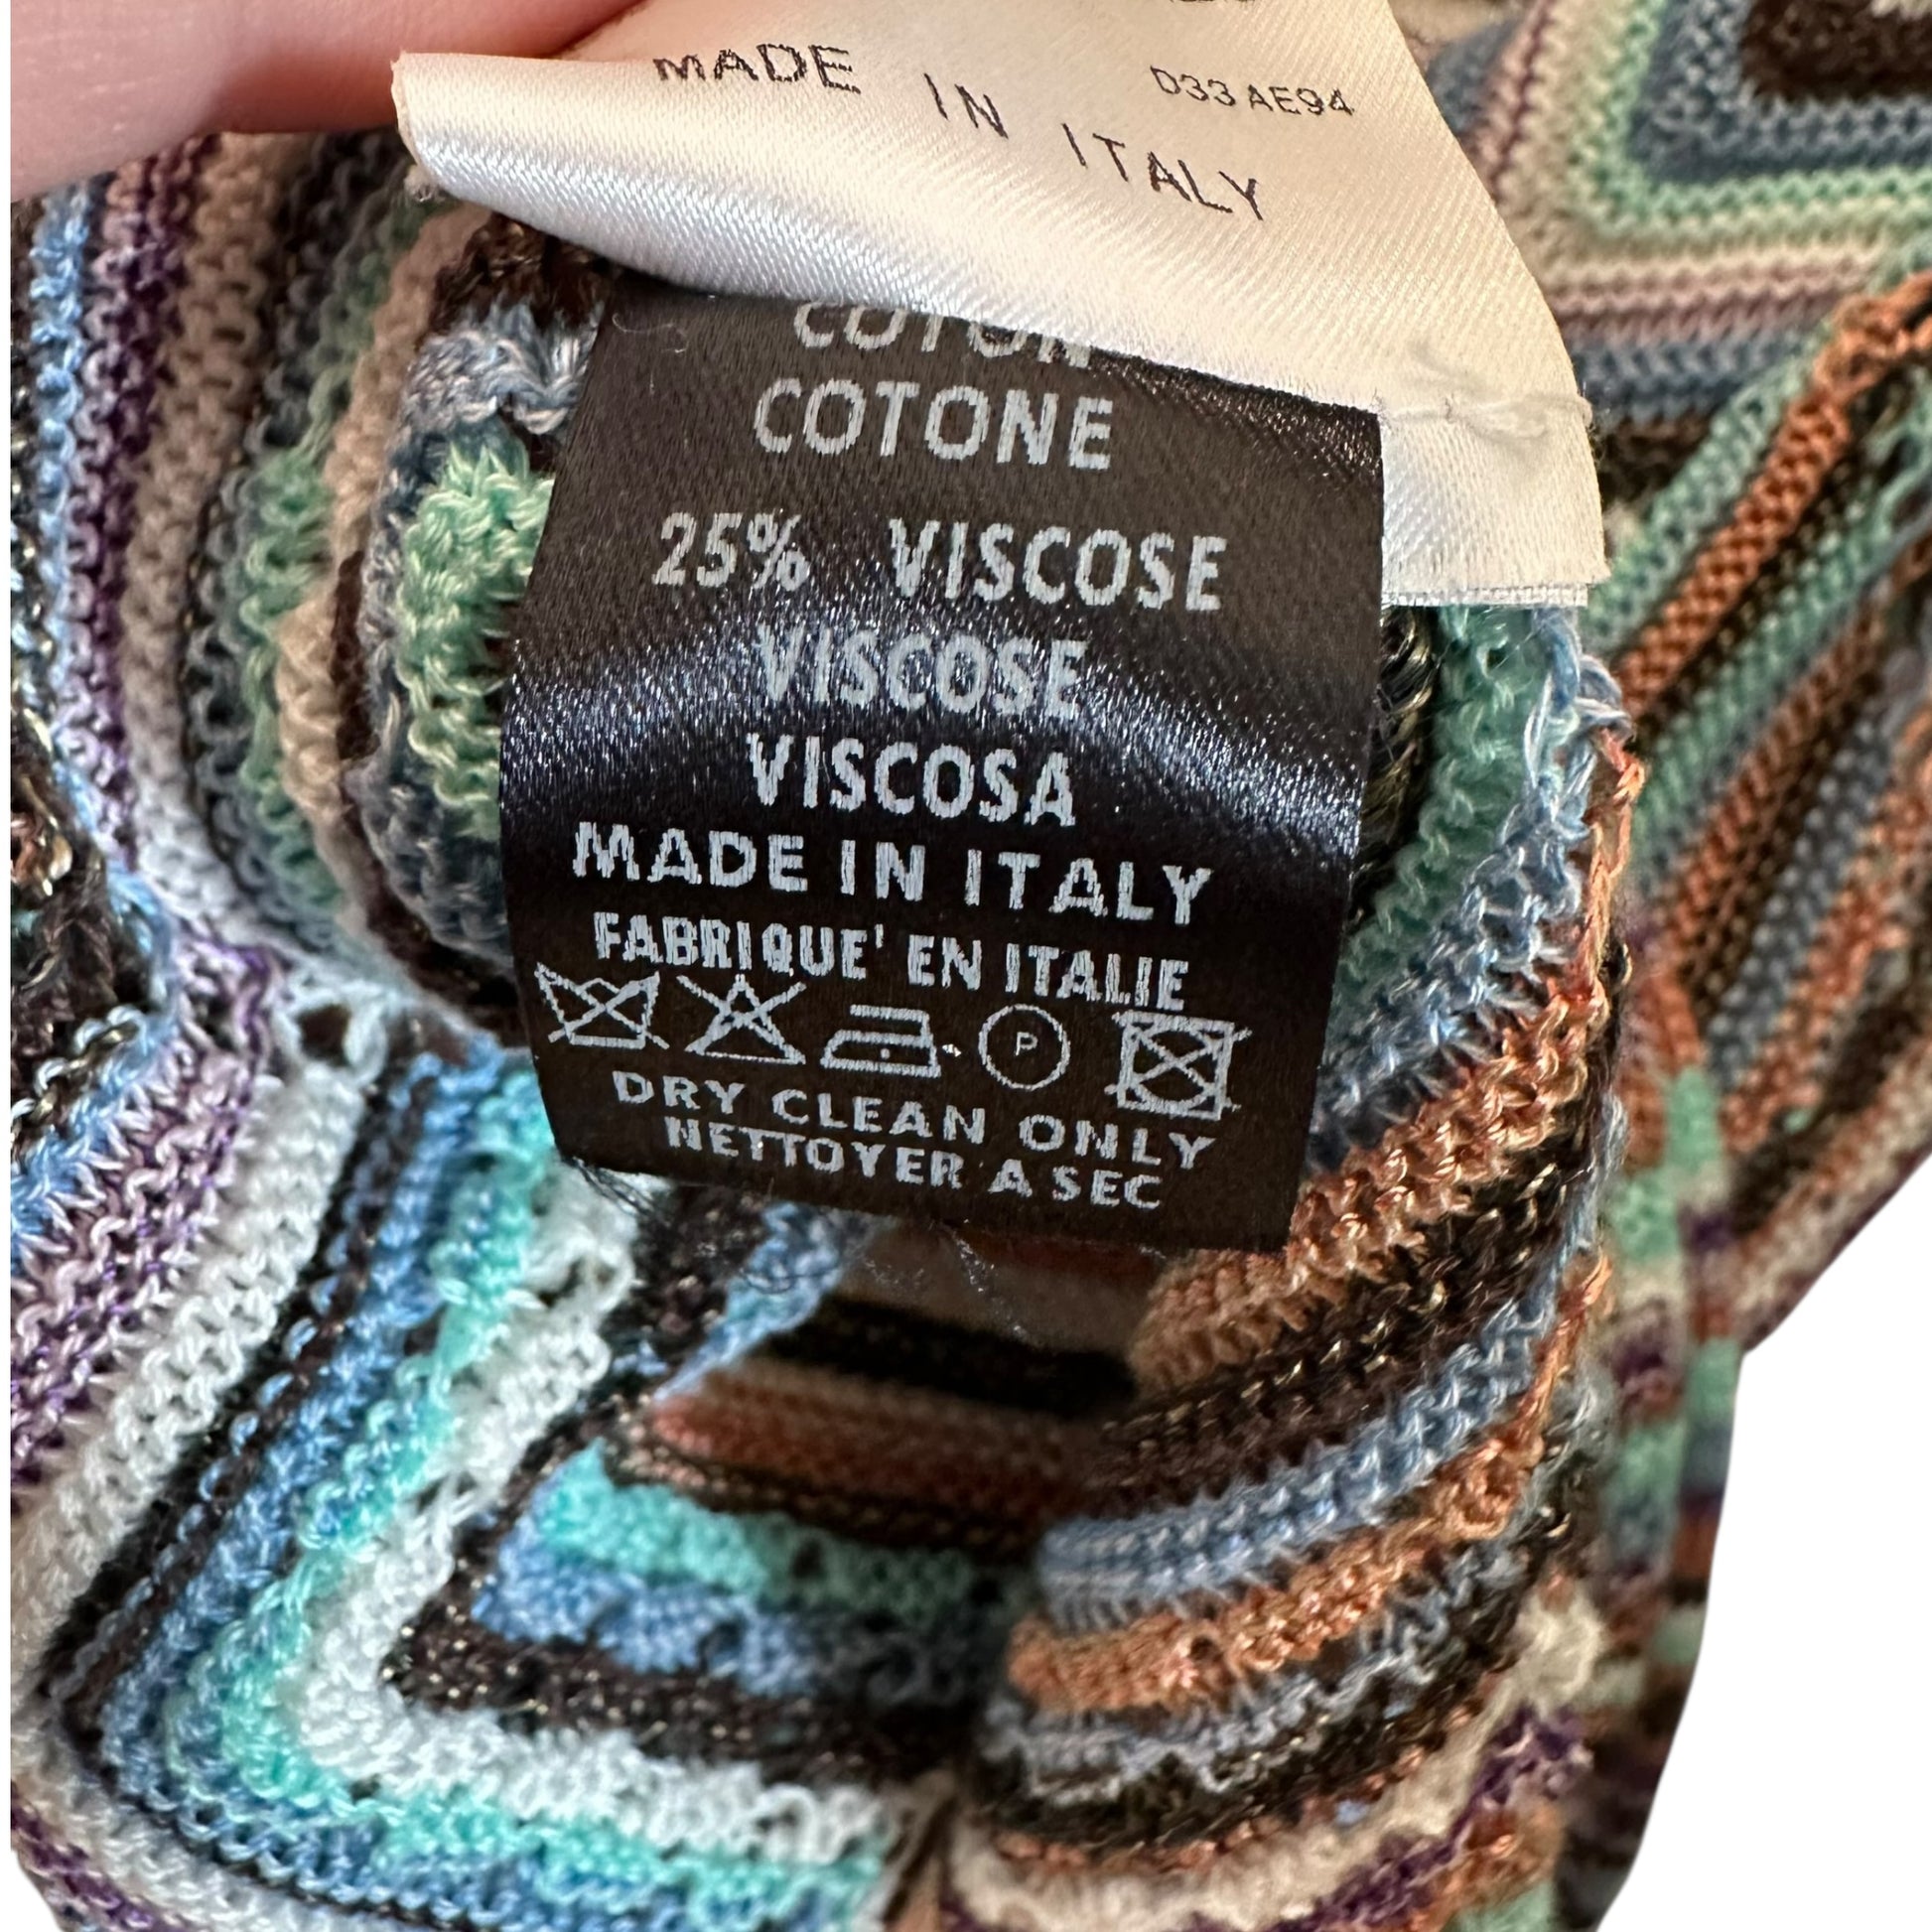 MADE IN ITALY
D33AE94
COTON
COTONE
25% VISCOSE
VISCOSE
VISCOSA
MADE IN ITALY
FABRIQUE' EN ITALIE
P
DRY CLEAN ONLY
NETTOYER A SEC